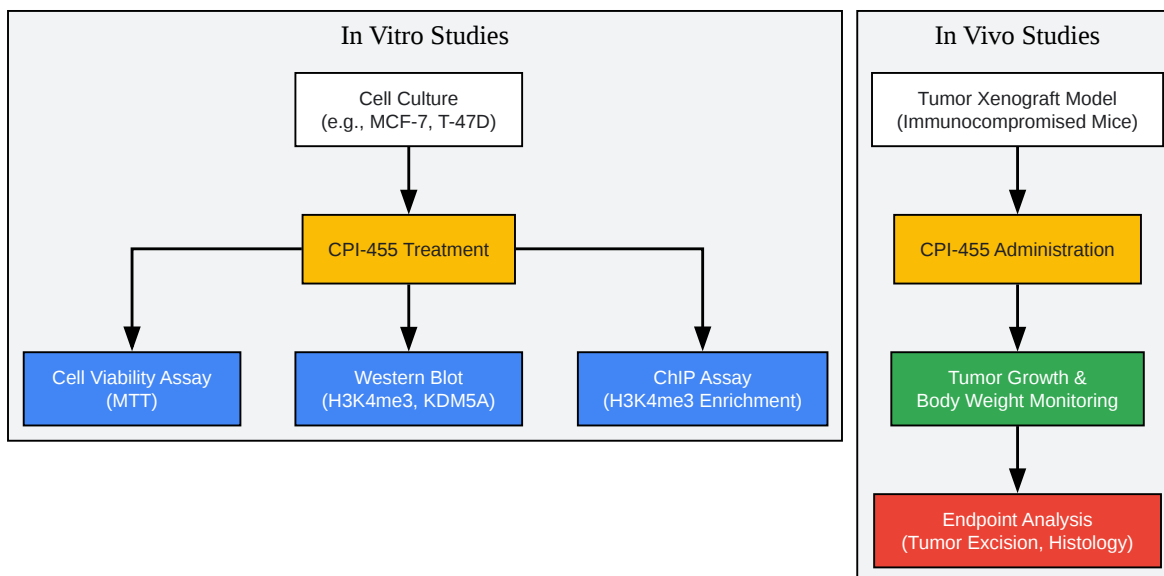 In Vitro Studies
Cell Culture
(e.g., MCF-7, T-47D)
CPI-455 Treatment
Cell Viability Assay
(MTT)
Western Blot
(H3K4me3, KDM5A)
ChIP Assay
(H3K4me3 Enrichment)
In Vivo Studies
Tumor Xenograft Model
(Immunocompromised Mice)
CPI-455 Administration
Tumor Growth &
Body Weight Monitoring
Endpoint Analysis
(Tumor Excision, Histology)